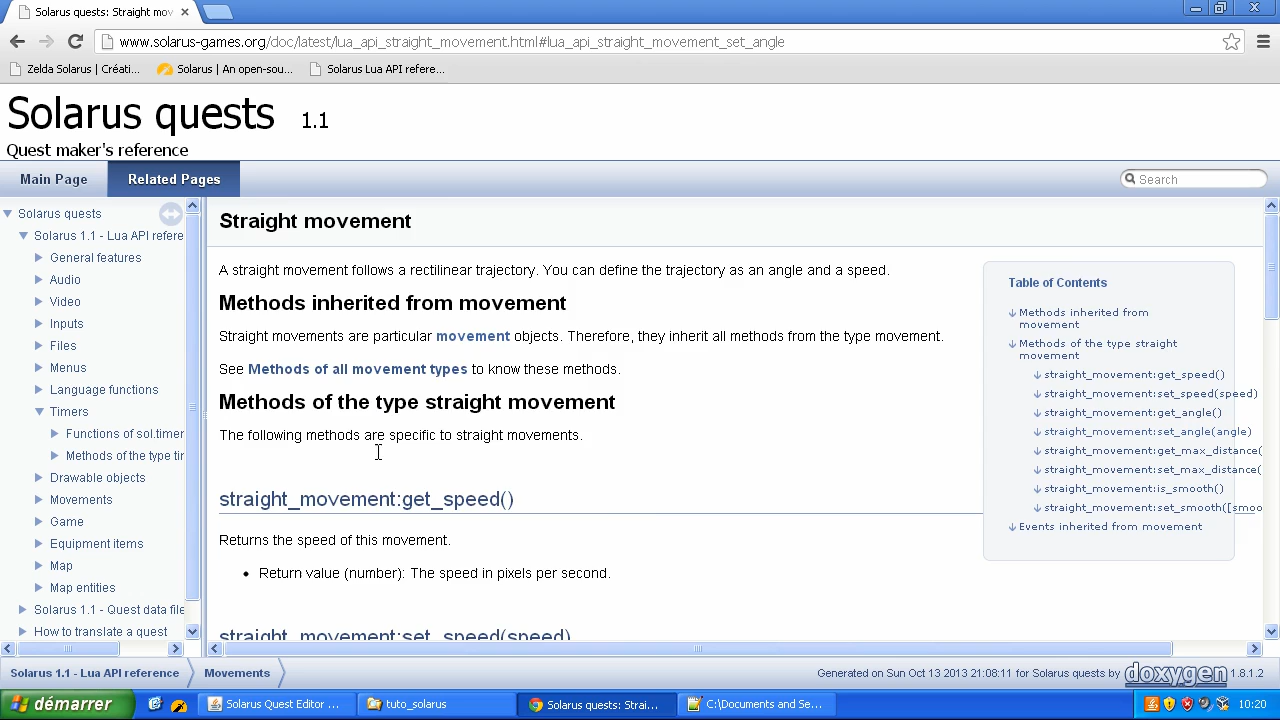 Solarus quests: Straight mov
www.solarus-games.org/doc/latest/lua_api_straight_movement.html#lua_api_straight_movement_set_angle
Zelda Solarus | Créati...
Solarus | An open-sou...
Solarus Lua API refere...
Solarus quests 1.1
Quest maker's reference
Main Page
Related Pages
Search
Solarus quests
Solarus 1.1 - Lua API refere
General features
Audio
Video
Inputs
Files
Menus
Language functions
Timers
Functions of sol.timer
Methods of the type tir
Drawable objects
Movements
Game
Equipment items
Map
Map entities
Solarus 1.1 - Quest data file
How to translate a quest
Straight movement
A straight movement follows a rectilinear trajectory. You can define the trajectory as an angle and a speed.
Methods inherited from movement
Straight movements are particular movement objects. Therefore, they inherit all methods from the type movement.
See Methods of all movement types to know these methods.
Methods of the type straight movement
The following methods are specific to straight movements.
straight_movement:get_speed()
Returns the speed of this movement.
• Return value (number): The speed in pixels per second.
straight_movement:set_speed(speed)
Table of Contents
↓ Methods inherited from
movement
↓ Methods of the type straight
movement
↓ straight_movement:get_speed()
↓ straight_movement:set_speed(speed)
↓ straight_movement:get_angle()
↓ straight_movement:set_angle(angle)
↓ straight_movement:get_max_distance(
↓ straight_movement:set_max_distance(
↓ straight_movement:is_smooth()
↓ straight_movement:set_smooth([smoo
↓ Events inherited from movement
Solarus 1.1 - Lua API reference
Movements
Generated on Sun Oct 13 2013 21:08:11 for Solarus quests by doxygen 1.8.1.2
démarrer
Solarus Quest Editor ...
tuto_solarus
Solarus quests: Strai...
C:\Documents and Se...
10:20